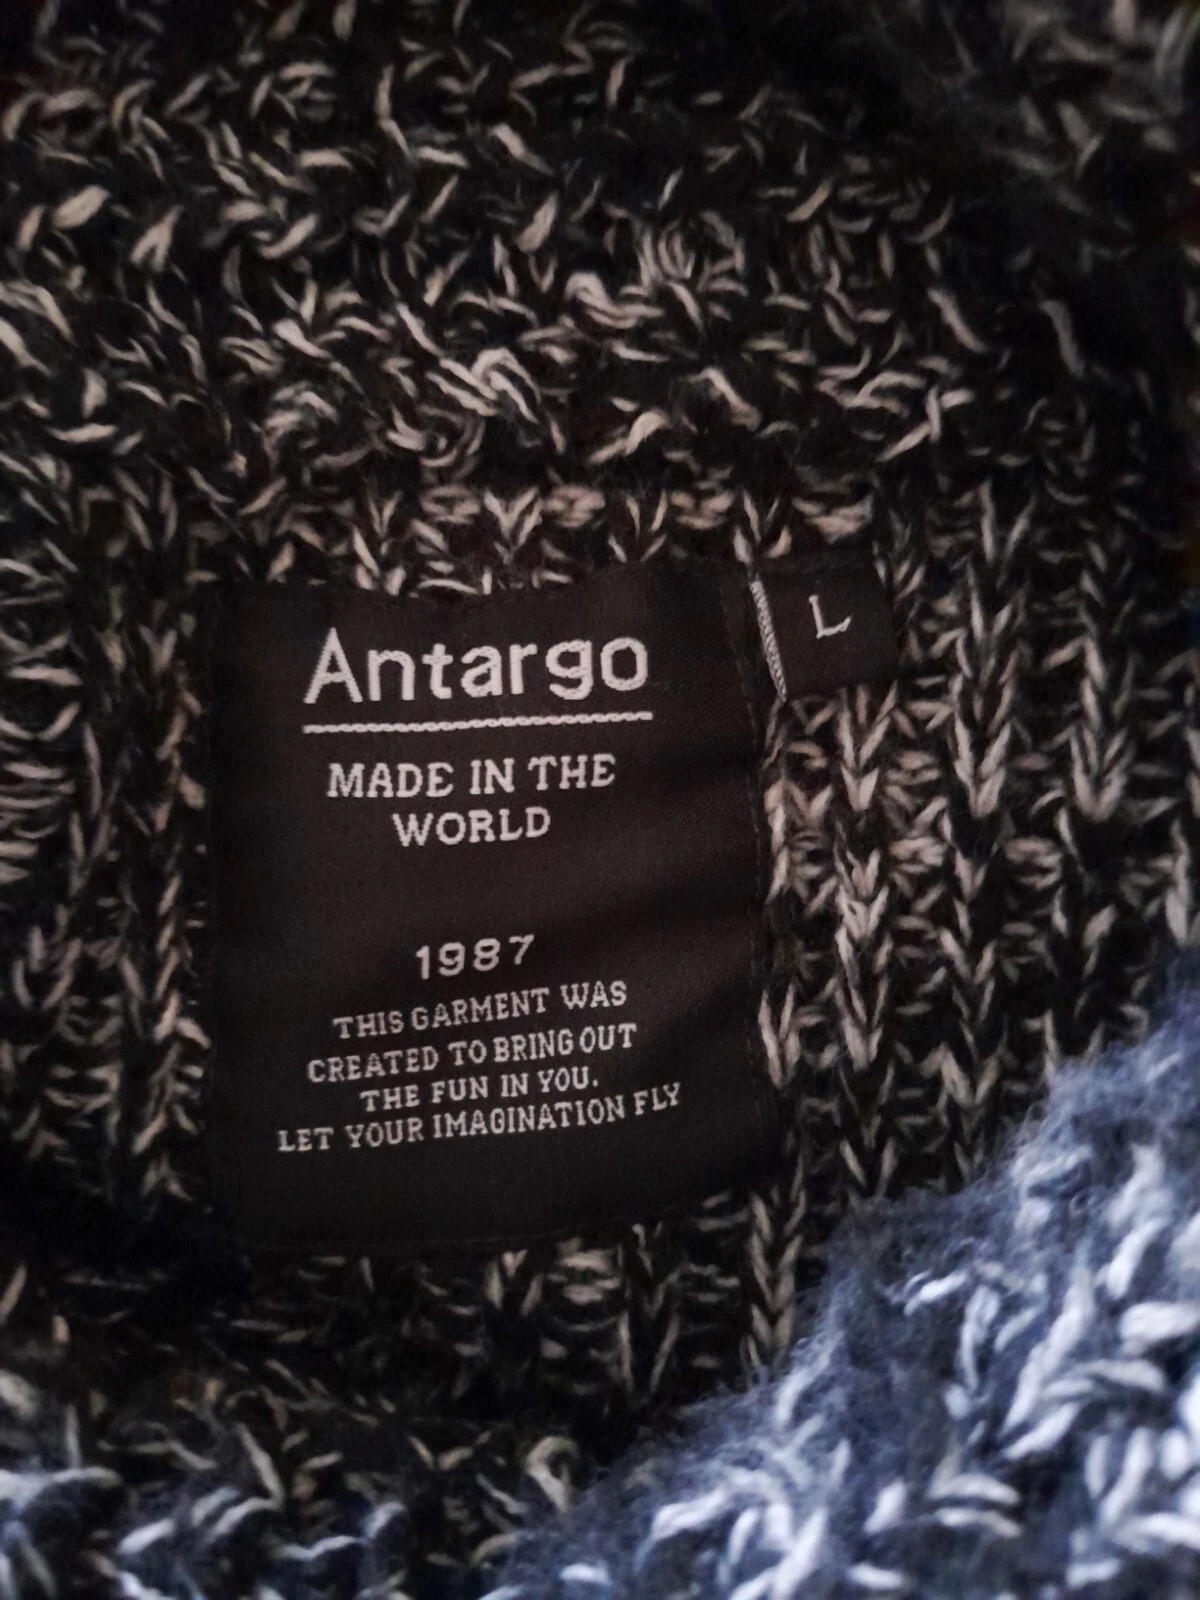 Antargo
L
MADE IN THE
WORLD
1987
THIS GARMENT WAS
CREATED TO BRING OUT
THE FUN IN YOU.
LET YOUR IMAGINATION FLY